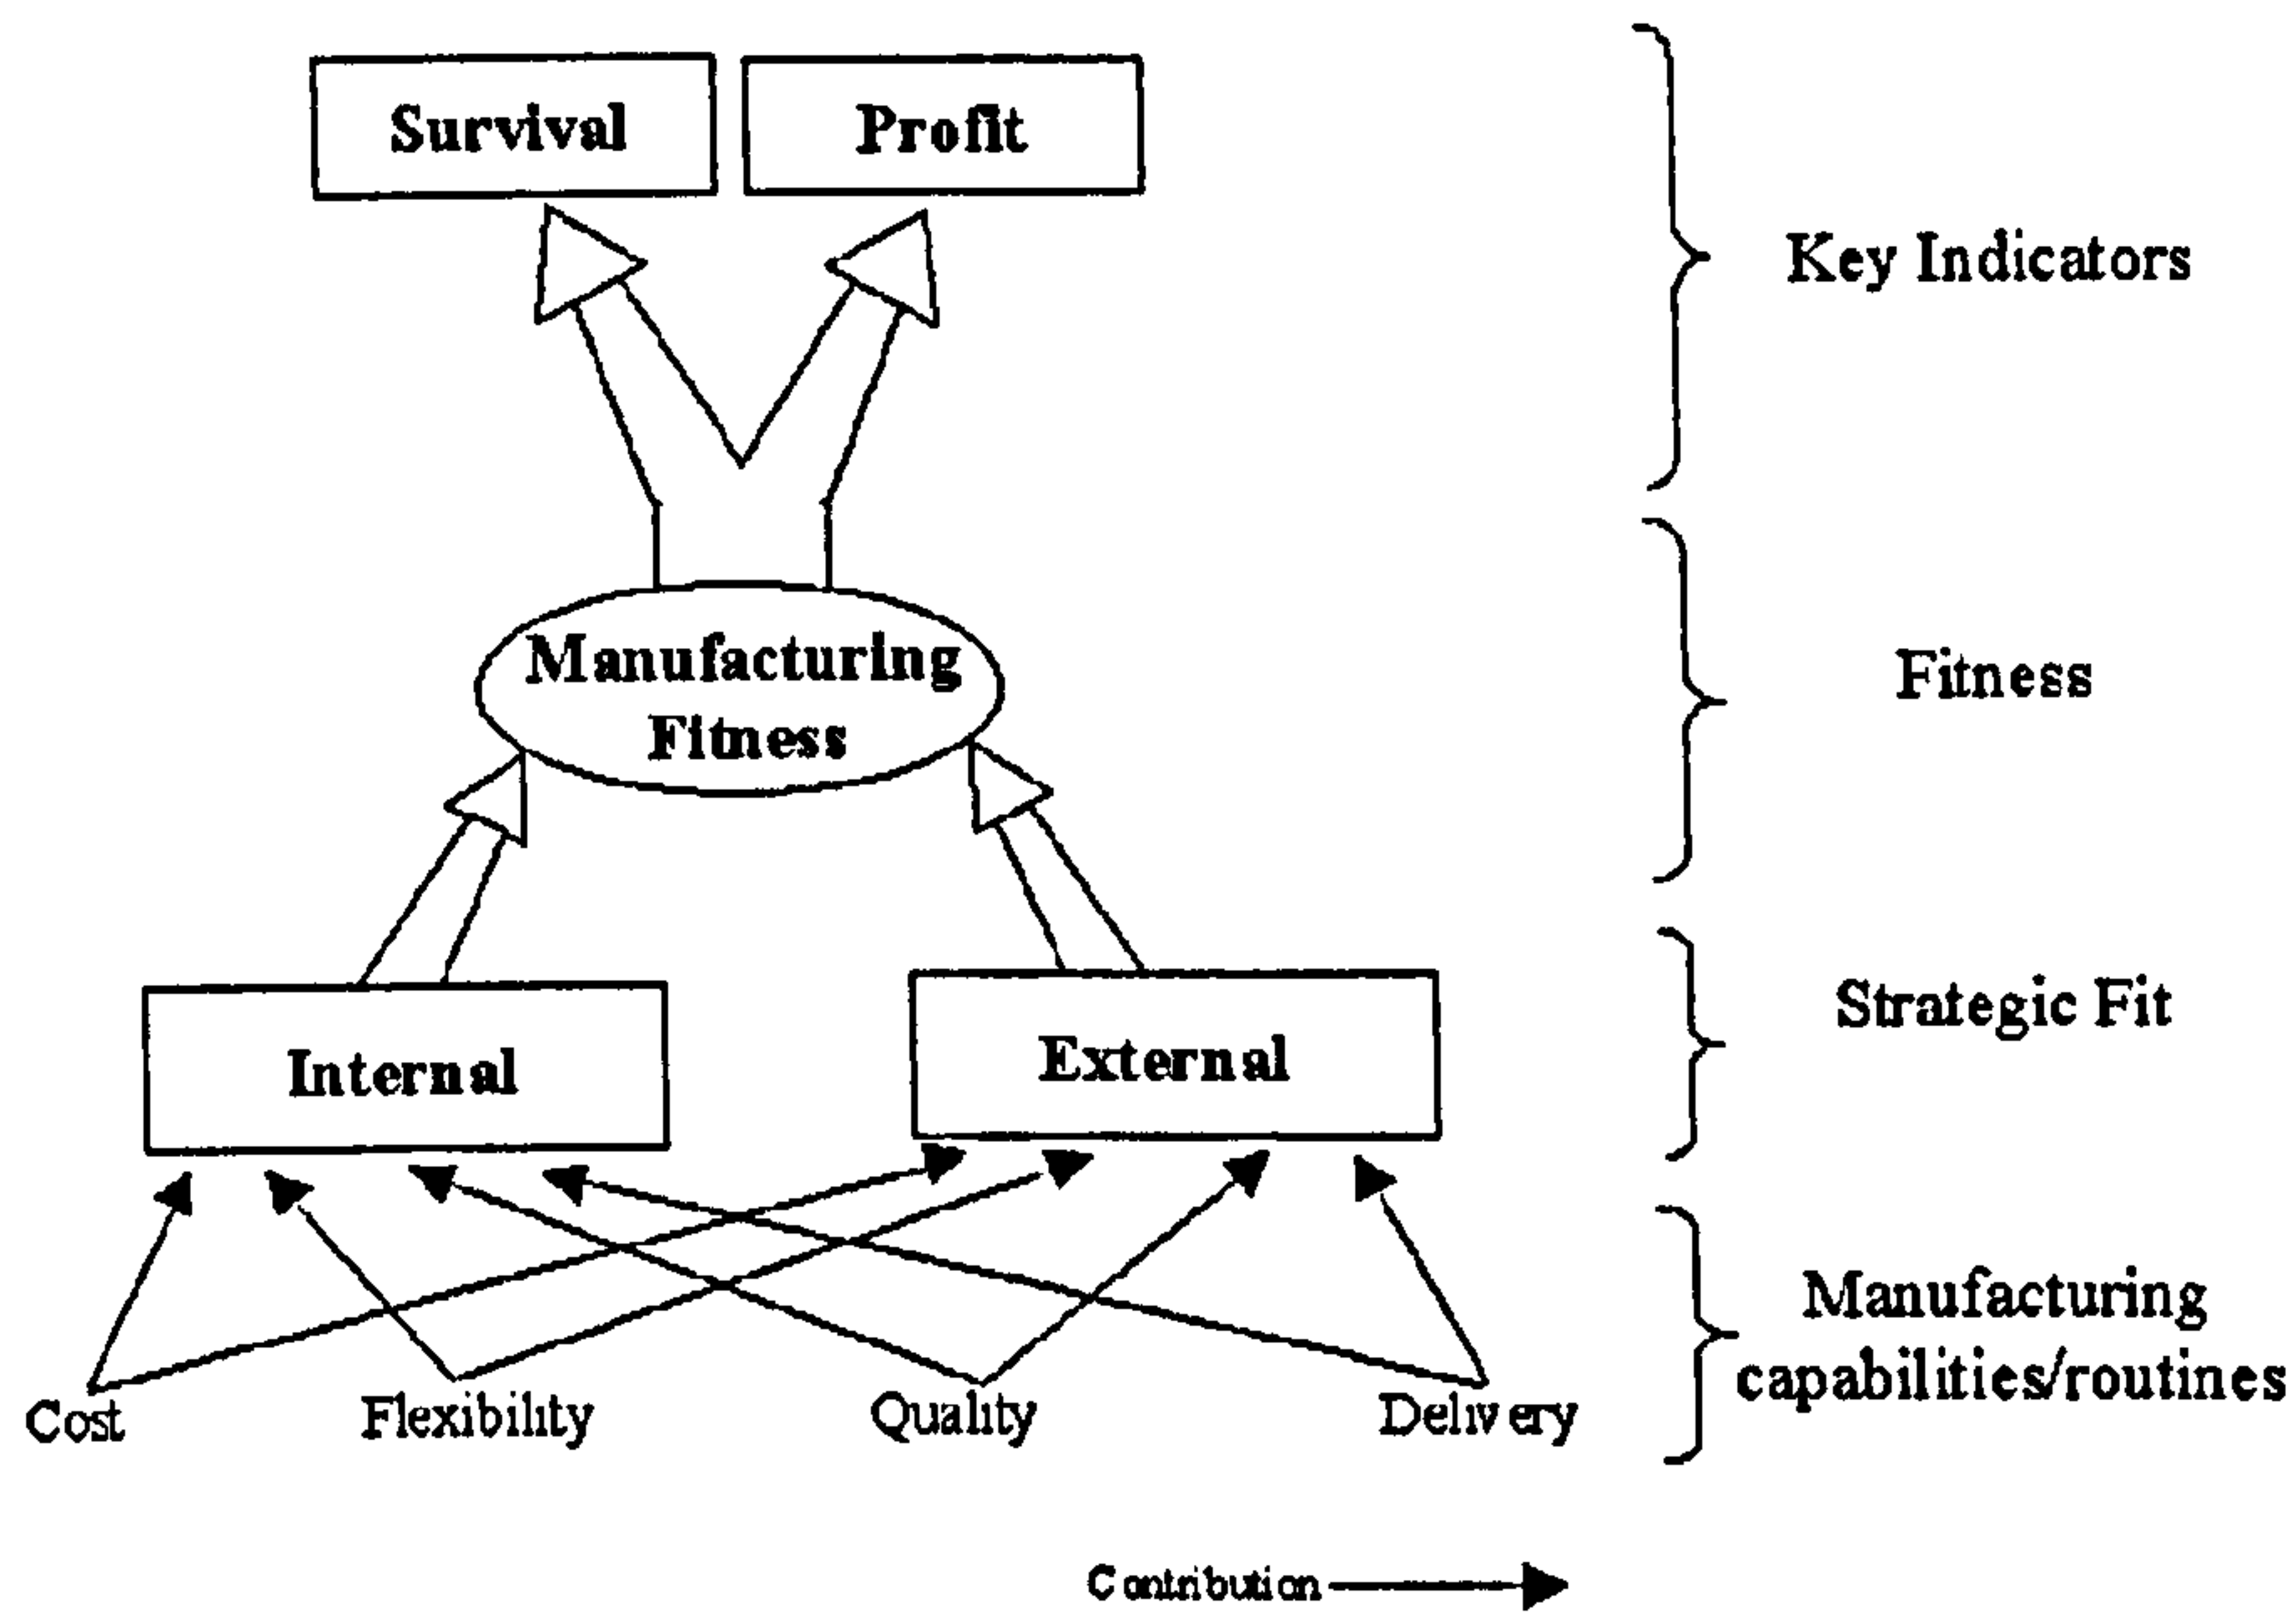 Survival
Profit
Key Indicators
Manufacturing
Fitness
Fitness
Internal
External
Strategic Fit
Manufacturing
capabilities/routines
Cost
Flexibility
Quality
Delivery
Contribution